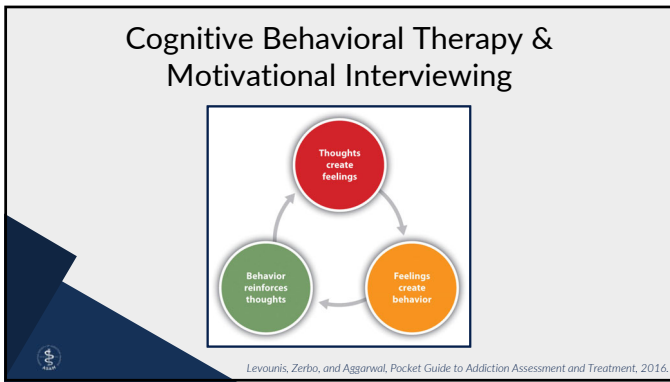 Cognitive Behavioral Therapy &
Motivational Interviewing
Thoughts
create
feelings
Behavior
reinforces
thoughts
Feelings
create
behavior
ASAM
Levounis, Zerbo, and Aggarwal, Pocket Guide to Addiction Assessment and Treatment, 2016.